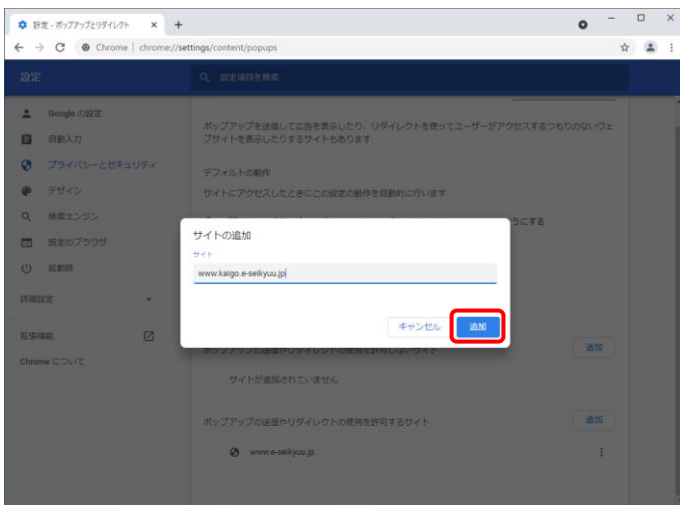 設定 - ポップアップとリダイレクト
Chrome | chrome://settings/content/popups
設定
設定項目を検索
Google の設定
自動入力
プライバシーとセキュリティ
デザイン
検索エンジン
既定のブラウザ
起動時
詳細設定
拡張機能
Chrome について
ポップアップを送信して広告を表示したり、リダイレクトを使ってユーザーがアクセスするつもりのないウェ
ブサイトを表示したりするサイトもあります
デフォルトの動作
サイトにアクセスしたときにこの設定の動作を自動的に行います
うにする
サイトの追加
サイト
www.kaigo.e-seikyuu.jp
キャンセル
追加
ポップアップの送信やリダイレクトの使用を許可しないサイト
追加
サイトが追加されていません
ポップアップの送信やリダイレクトの使用を許可するサイト
追加
www.e-seikyuu.jp